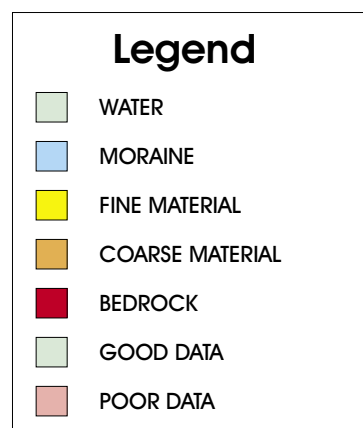 Legend
WATER
MORAINE
FINE MATERIAL
COARSE MATERIAL
BEDROCK
GOOD DATA
POOR DATA